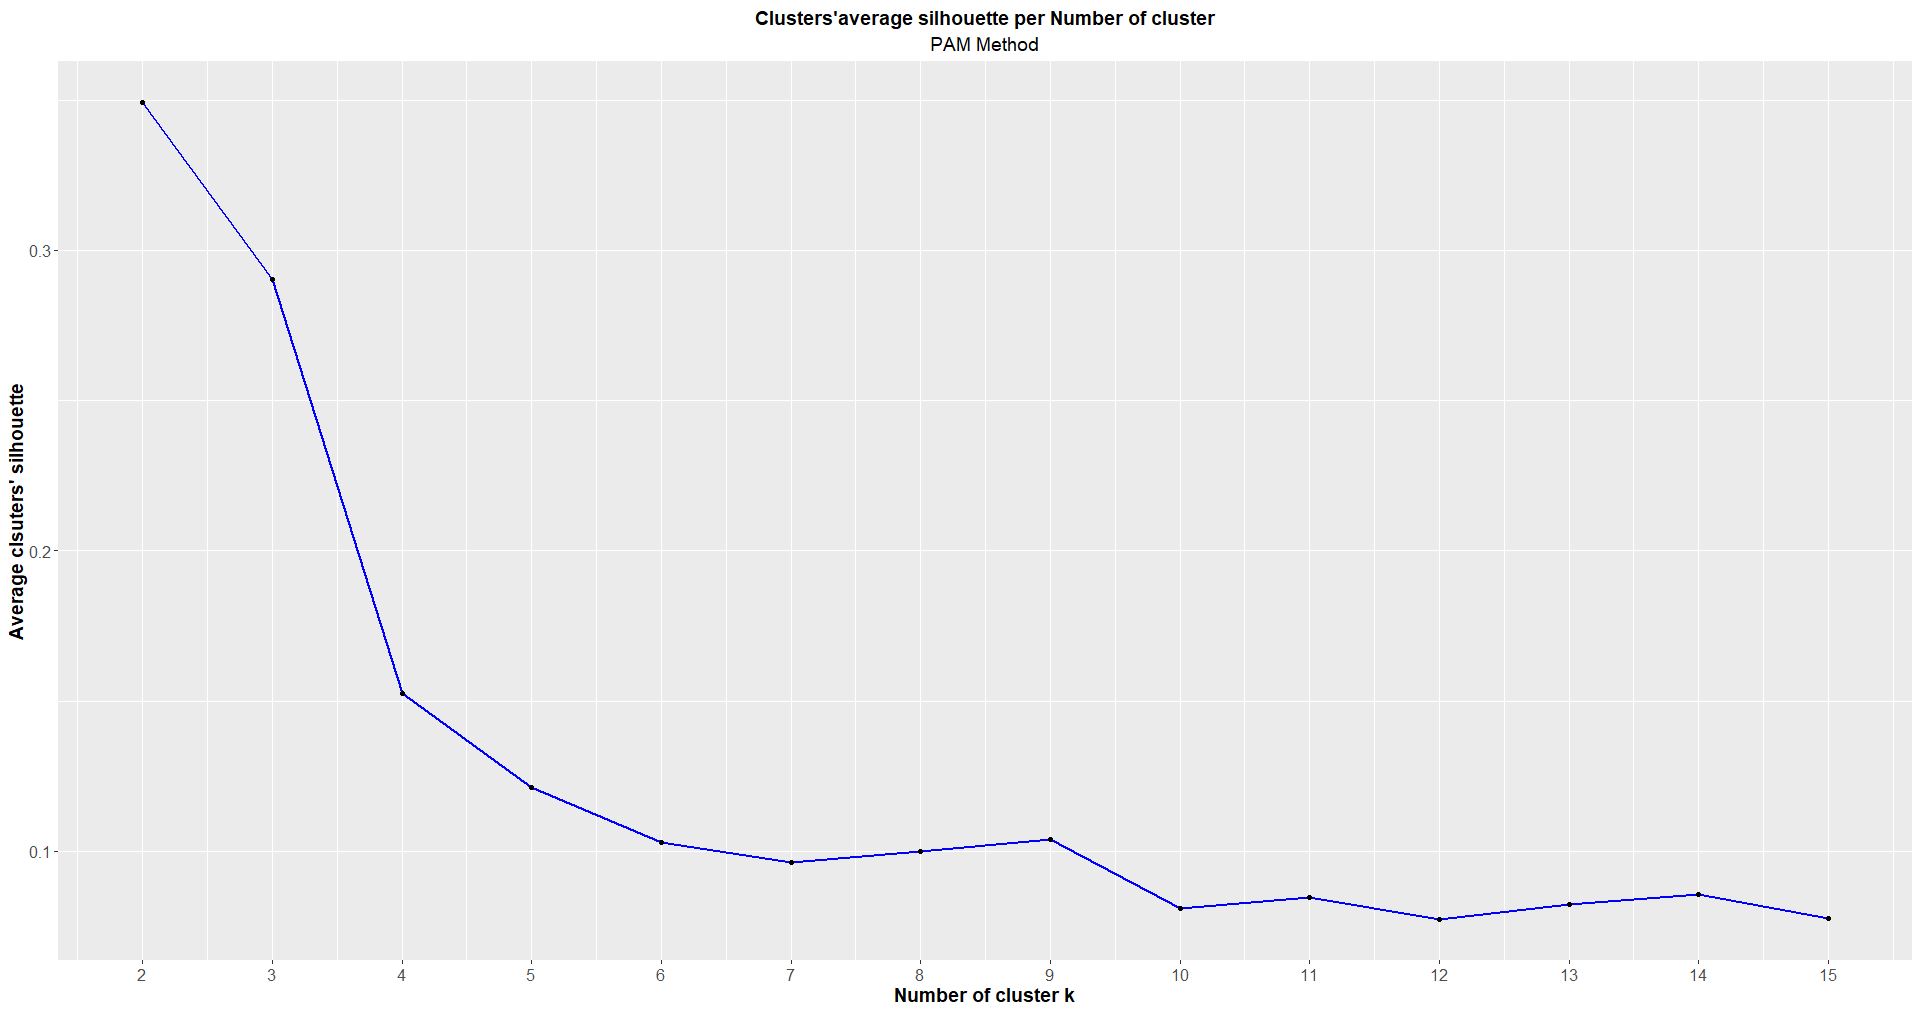 Clusters'average silhouette per Number of cluster
PAM Method
Average clsuters' silhouette
0.3
0.2
0.1
2 3 4 5 6 7 8 9 10 11 12 13 14 15
Number of cluster k